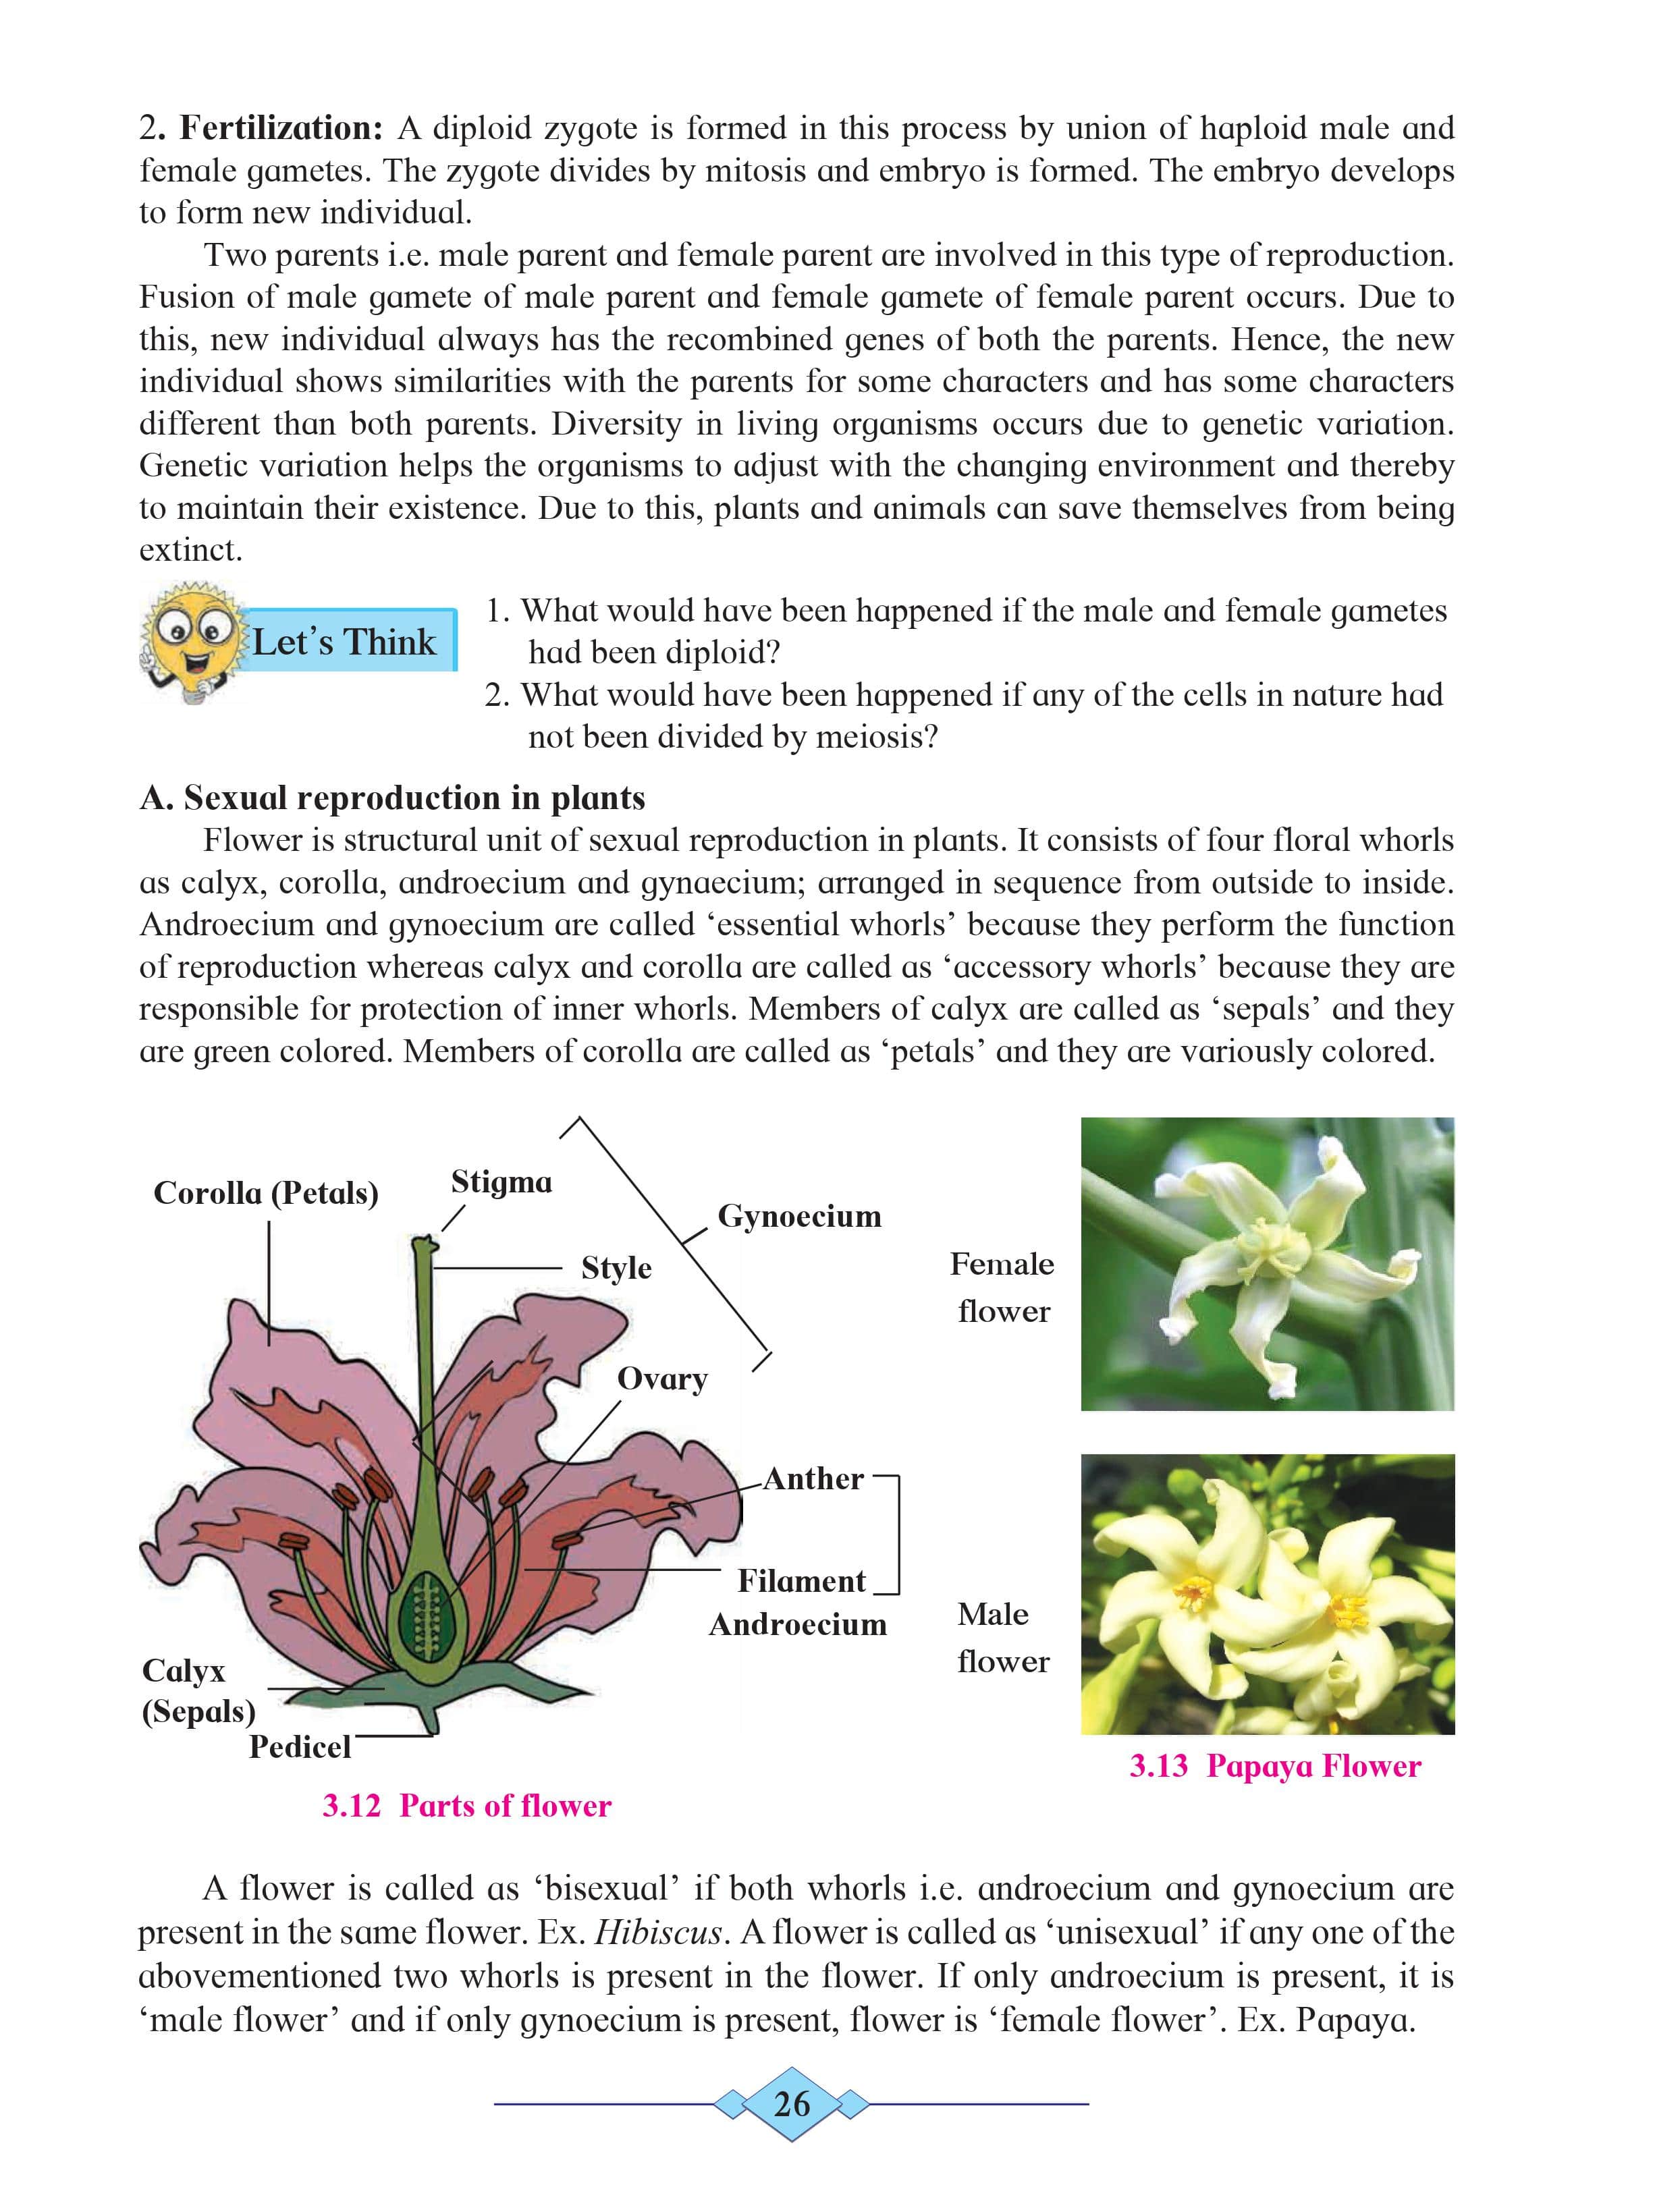 2. Fertilization: A diploid zygote is formed in this process by union of haploid male and
female gametes. The zygote divides by mitosis and embryo is formed. The embryo develops
to form new individual.
Two parents i.e. male parent and female parent are involved in this type of reproduction.
Fusion of male gamete of male parent and female gamete of female parent occurs. Due to
this, new individual always has the recombined genes of both the parents. Hence, the new
individual shows similarities with the parents for some characters and has some characters
different than both parents. Diversity in living organisms occurs due to genetic variation.
Genetic variation helps the organisms to adjust with the changing environment and thereby
to maintain their existence. Due to this, plants and animals can save themselves from being
extinct.
Let’s Think
1. What would have been happened if the male and female gametes
had been diploid?
2. What would have been happened if any of the cells in nature had
not been divided by meiosis?
A. Sexual reproduction in plants
Flower is structural unit of sexual reproduction in plants. It consists of four floral whorls
as calyx, corolla, androecium and gynaecium; arranged in sequence from outside to inside.
Androecium and gynoecium are called ‘essential whorls’ because they perform the function
of reproduction whereas calyx and corolla are called as ‘accessory whorls’ because they are
responsible for protection of inner whorls. Members of calyx are called as ‘sepals’ and they
are green colored. Members of corolla are called as ‘petals’ and they are variously colored.
Corolla (Petals)
Stigma
Gynoecium
Style
Ovary
Anther
Filament
Androecium
Calyx
(Sepals)
Pedicel
3.12 Parts of flower
Female
flower
Male
flower
3.13 Papaya Flower
A flower is called as ‘bisexual’ if both whorls i.e. androecium and gynoecium are
present in the same flower. Ex. Hibiscus. A flower is called as ‘unisexual’ if any one of the
abovementioned two whorls is present in the flower. If only androecium is present, it is
‘male flower’ and if only gynoecium is present, flower is ‘female flower’. Ex. Papaya.
26